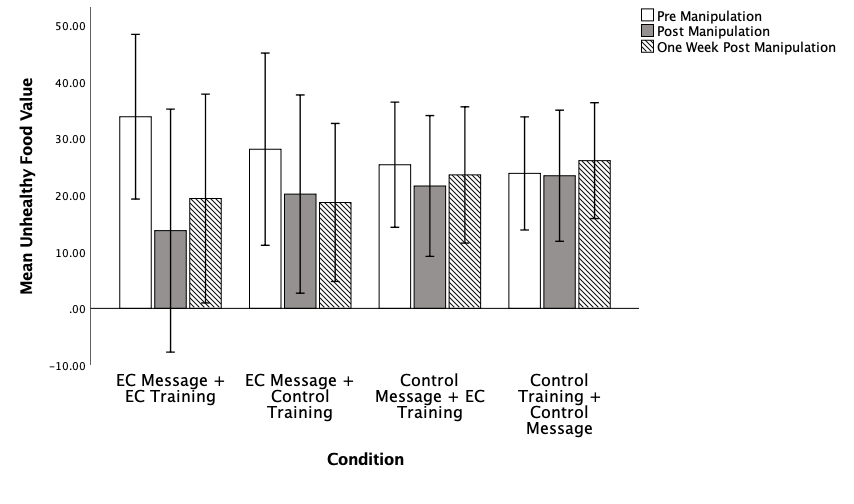 Pre Manipulation
Post Manipulation
One Week Post Manipulation
50.00
40.00
30.00
20.00
10.00
.00
-10.00
Mean Unhealthy Food Value
EC Message +
EC Training
EC Message +
Control
Training
Control
Message + EC
Training
Control
Training +
Control
Message
Condition